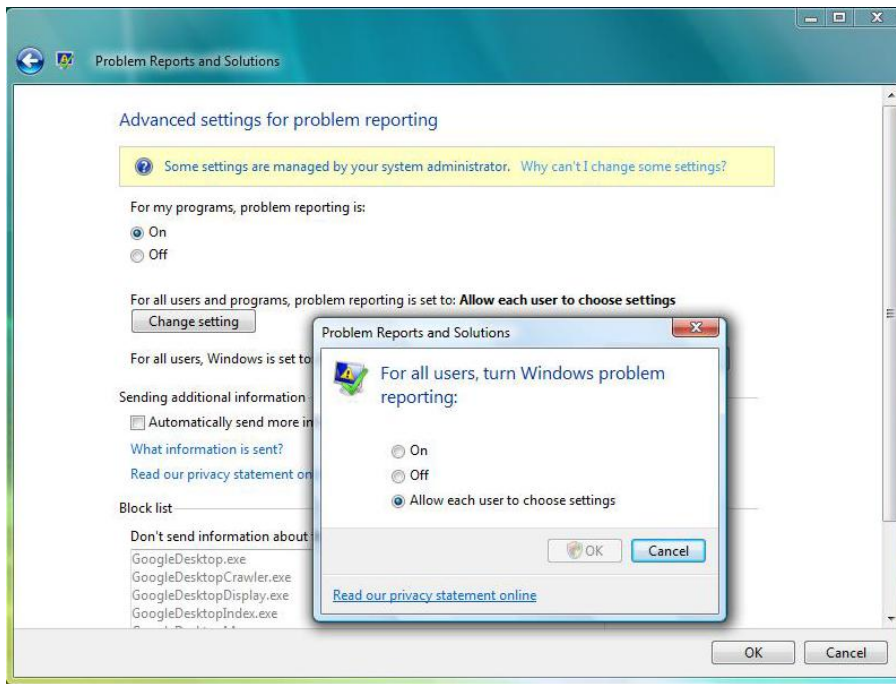 Problem Reports and Solutions
Advanced settings for problem reporting
Some settings are managed by your system administrator. Why can't I change some settings?
For my programs, problem reporting is:
On
Off
For all users and programs, problem reporting is set to: Allow each user to choose settings
Change setting
For all users, Windows is set to
Sending additional information
Automatically send more in
What information is sent?
Read our privacy statement on
Block list
Don't send information about
GoogleDesktop.exe
GoogleDesktopCrawler.exe
GoogleDesktopDisplay.exe
GoogleDesktopIndex.exe
Problem Reports and Solutions
For all users, turn Windows problem
reporting:
On
Off
Allow each user to choose settings
OK Cancel
Read our privacy statement online
OK Cancel